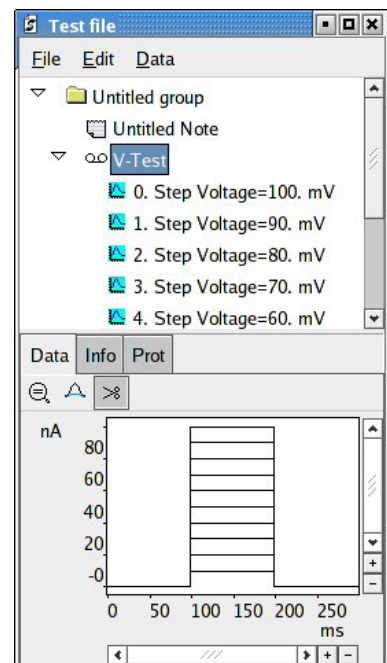 Test file
File Edit Data
Untitled group
Untitled Note
V-Test
0. Step Voltage=100. mV
1. Step Voltage=90. mV
2. Step Voltage=80. mV
3. Step Voltage=70. mV
4. Step Voltage=60. mV
Data Info Prot
nA
80
60
40
20
-0
0 50 100 150 200 250
ms